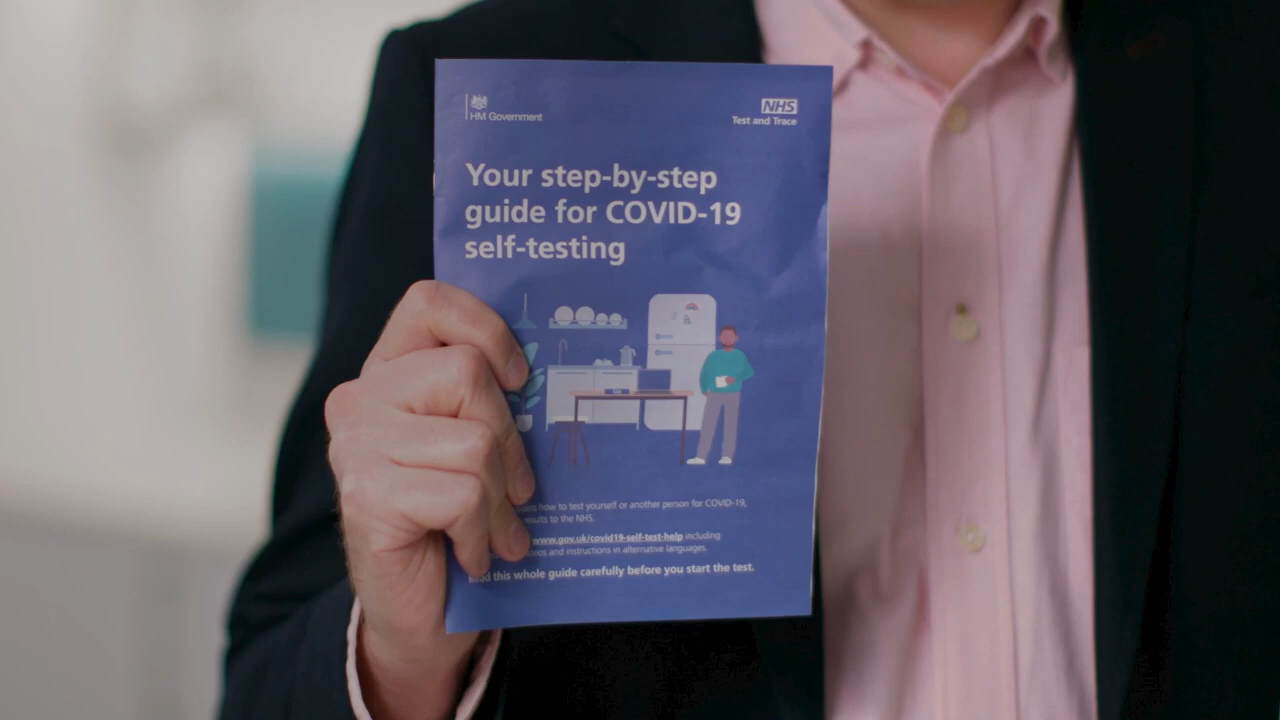 HM Government
NHS
Test and Trace
Your step-by-step
guide for COVID-19
self-testing
how to test yourself or another person for COVID-19,
results to the NHS.
www.gov.uk/covid19-self-test-help including
and instructions in alternative languages.
Read this whole guide carefully before you start the test.